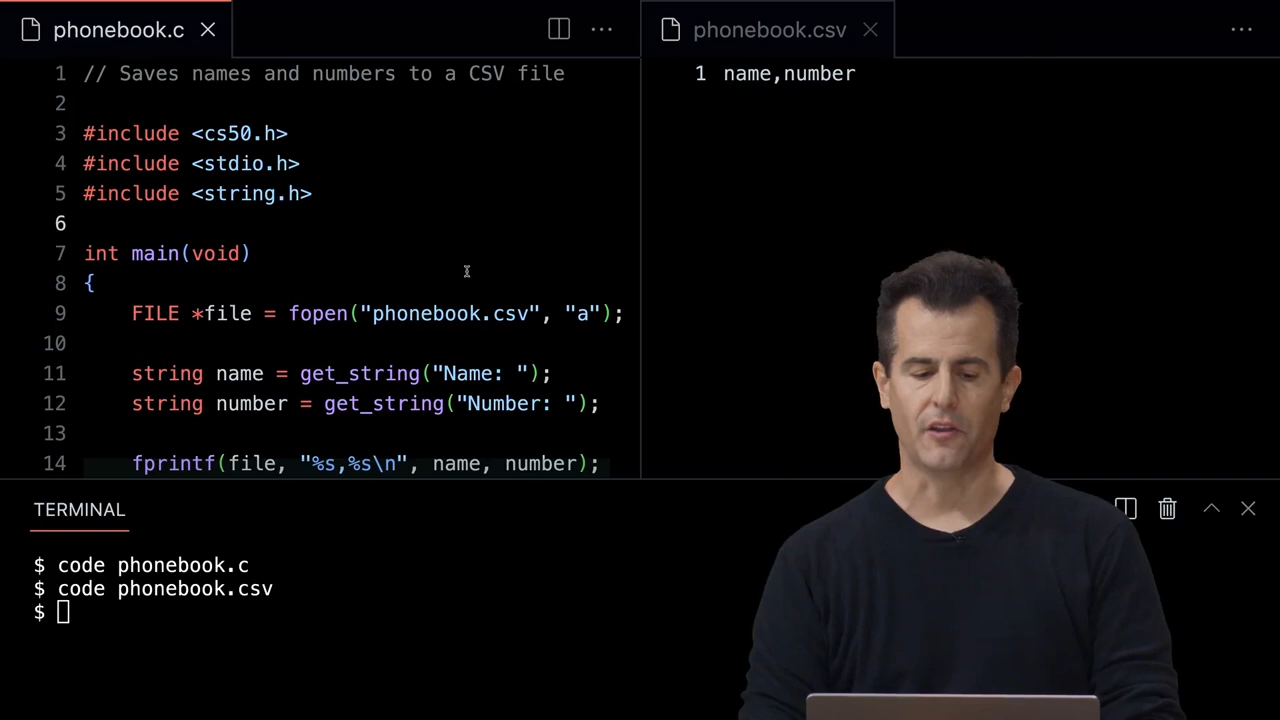 phonebook.c
phonebook.csv
1 // Saves names and numbers to a CSV file
2
3 #include <cs50.h>
4 #include <stdio.h>
5 #include <string.h>
6
7 int main(void)
8 {
9     FILE *file = fopen("phonebook.csv", "a");
10
11     string name = get_string("Name: ");
12     string number = get_string("Number: ");
13
14     fprintf(file, "%s,%s\n", name, number);
1 name,number
TERMINAL
$ code phonebook.c
$ code phonebook.csv
$